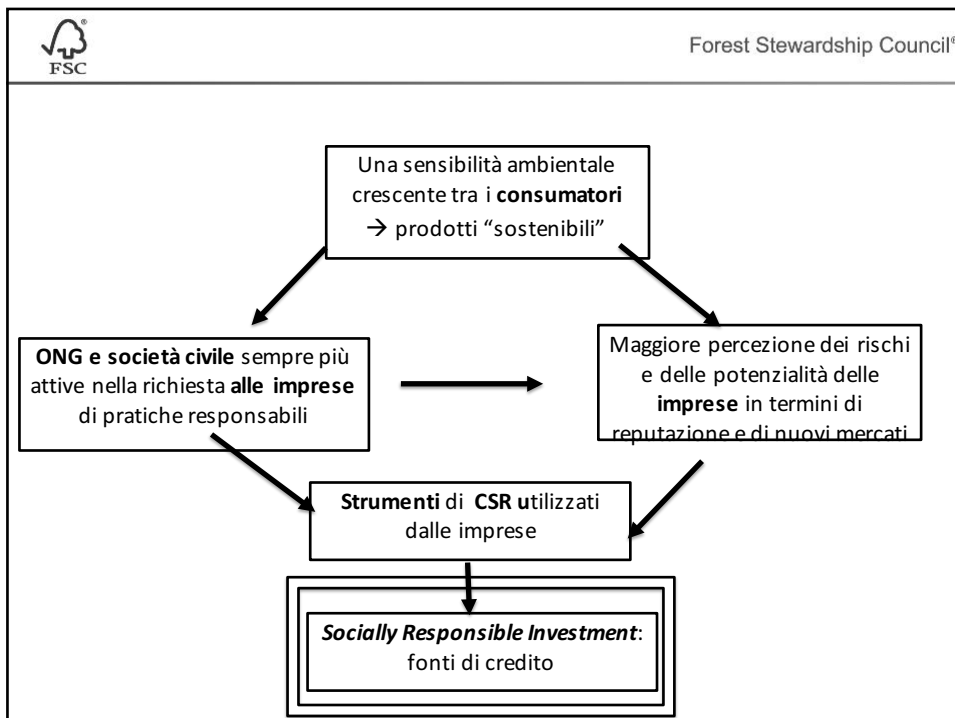 FSC
®
Forest Stewardship Council®
Una sensibilità ambientale
crescente tra i consumatori
→ prodotti “sostenibili”
ONG e società civile sempre più
attive nella richiesta alle imprese
di pratiche responsabili
Maggiore percezione dei rischi
e delle potenzialità delle
imprese in termini di
reputazione e di nuovi mercati
Strumenti di CSR utilizzati
dalle imprese
Socially Responsible Investment:
fonti di credito